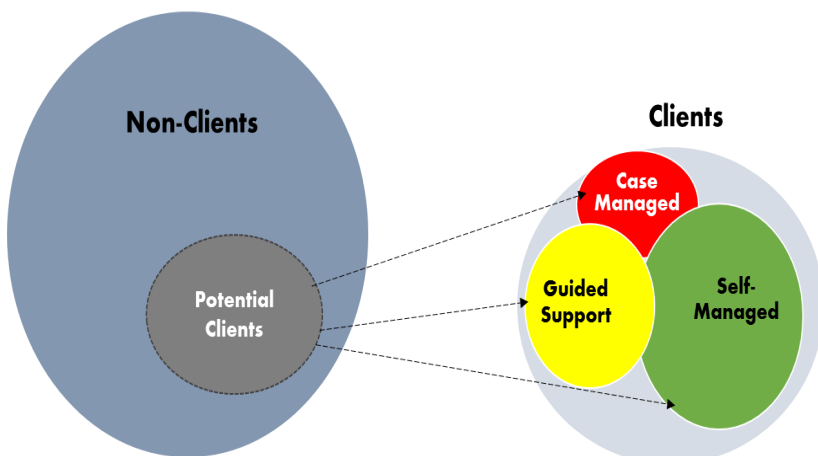 Non-Clients
Potential
Clients
Clients
Case
Managed
Guided
Support
Self-
Managed